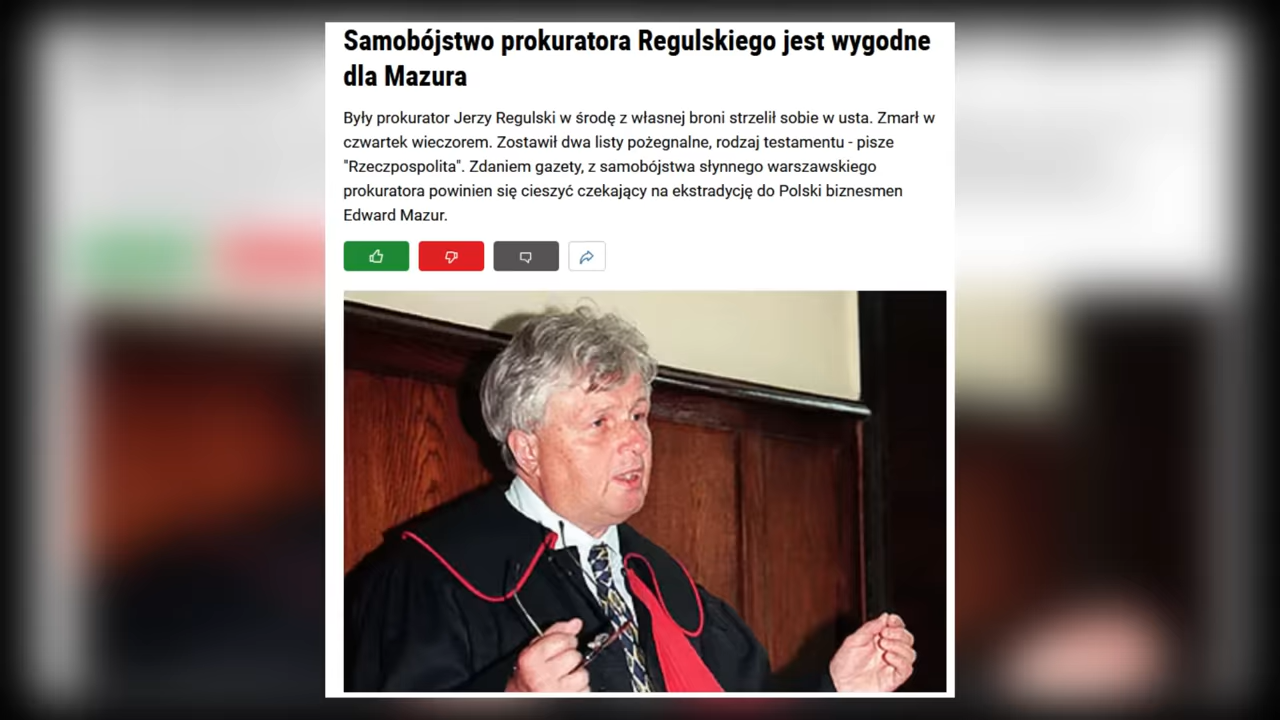 Samobójstwo prokuratora Regulskiego jest wygodne
dla Mazura
Były prokurator Jerzy Regulski w środę z własnej broni strzelił sobie w usta. Zmarł w
czwartek wieczorem. Zostawił dwa listy pożegnalne, rodzaj testamentu - pisze
"Rzeczpospolita". Zdaniem gazety, z samobójstwa słynnego warszawskiego
prokuratora powinien się cieszyć czekający na ekstradycję do Polski biznesmen
Edward Mazur.